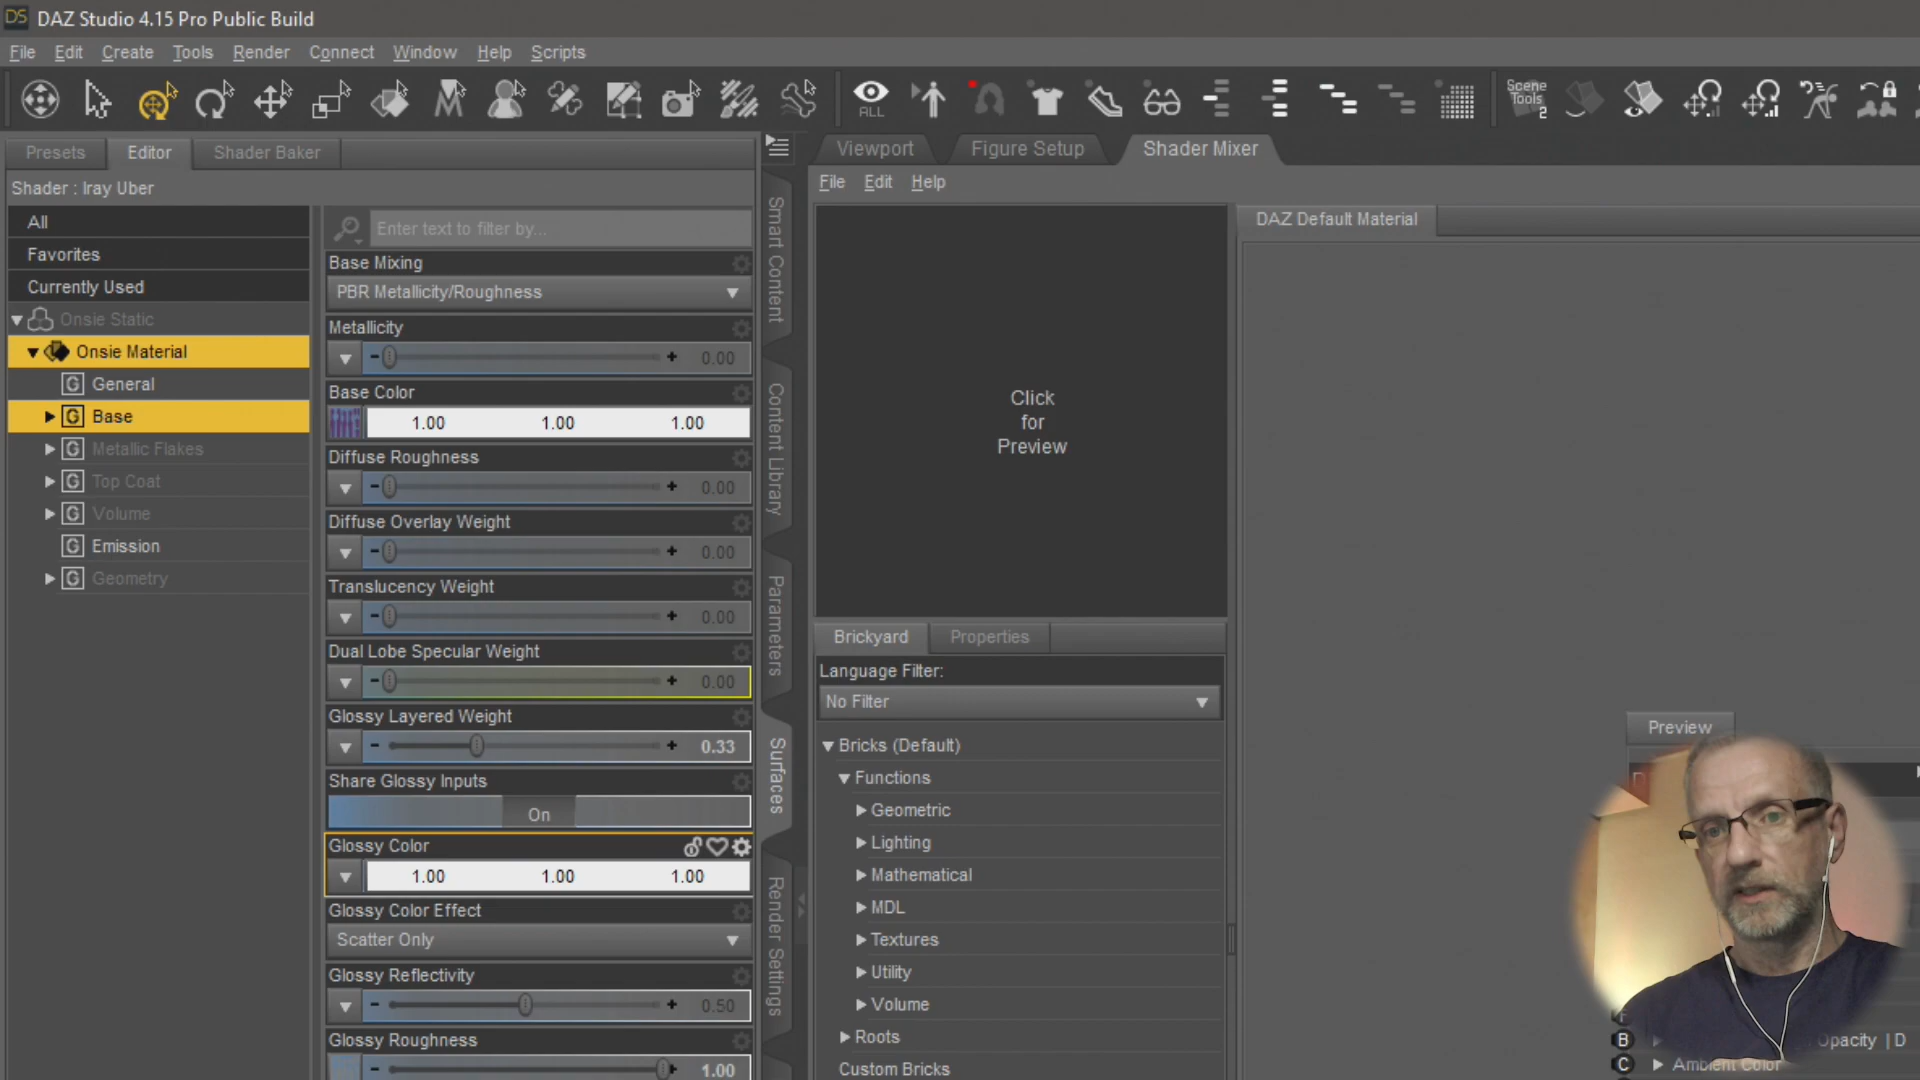 DS DAZ Studio 4.15 Pro Public Build
File Edit Create Tools Render Connect Window Help Scripts
ALL
Scene
Tools
2
Presets Editor Shader Baker
Viewport Figure Setup Shader Mixer
Shader : Iray Uber
File Edit Help
All
Favorites
Currently Used
Onsie Static
Onsie Material
G General
G Base
G Metallic Flakes
G Top Coat
G Volume
G Emission
G Geometry
Enter text to filter by...
Base Mixing
PBR Metallicity/Roughness
Metallicity
- + 0.00
Base Color
1.00 1.00 1.00
Diffuse Roughness
- + 0.00
Diffuse Overlay Weight
- + 0.00
Translucency Weight
- + 0.00
Dual Lobe Specular Weight
- + 0.00
Glossy Layered Weight
- + 0.33
Share Glossy Inputs
On
Glossy Color
1.00 1.00 1.00
Glossy Color Effect
Scatter Only
Glossy Reflectivity
- + 0.50
Glossy Roughness
- + 1.00
Smart Content
Content Library
Parameters
Surfaces
Render Settings
Click
for
Preview
Brickyard Properties
Language Filter:
No Filter
Bricks (Default)
Functions
Geometric
Lighting
Mathematical
MDL
Textures
Utility
Volume
Roots
Custom Bricks
DAZ Default Material
Preview
B Opacity | D
C Ambient Color